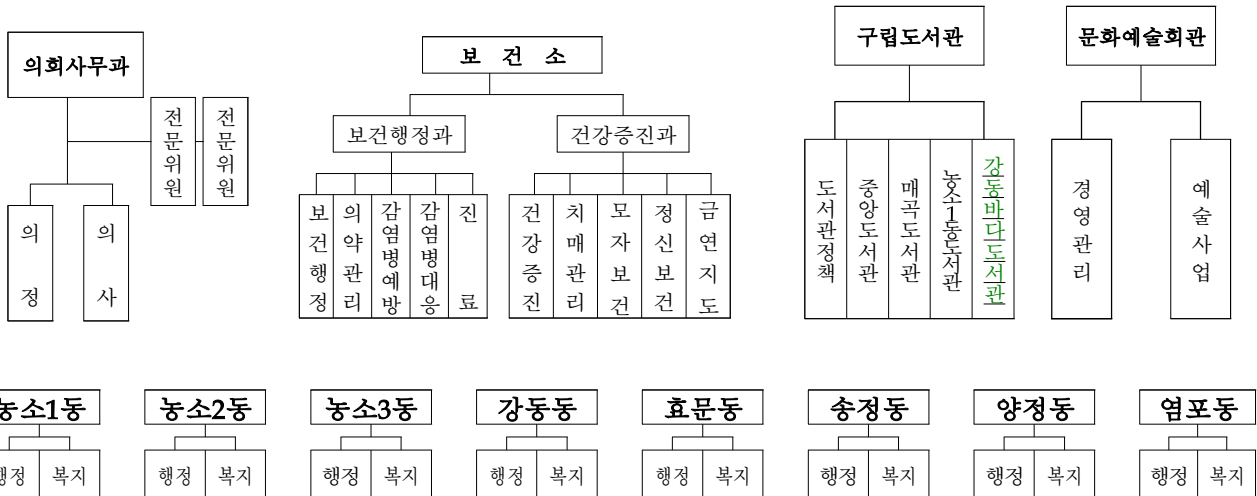 의회사무과
전문위원
전문위원
의정
의사
보 건 소
보건행정과
보건행정
의약관리
감염병예방
감염병대응
진료
건강증진과
건강증진
치매관리
모자보건
정신보건
금연지도
구립도서관
도서관정책
중앙도서관
매곡도서관
농소1동도서관
강동바다도서관
문화예술회관
경영관리
예술사업
농소1동
행정 복지
농소2동
행정 복지
농소3동
행정 복지
강동동
행정 복지
효문동
행정 복지
송정동
행정 복지
양정동
행정 복지
염포동
행정 복지